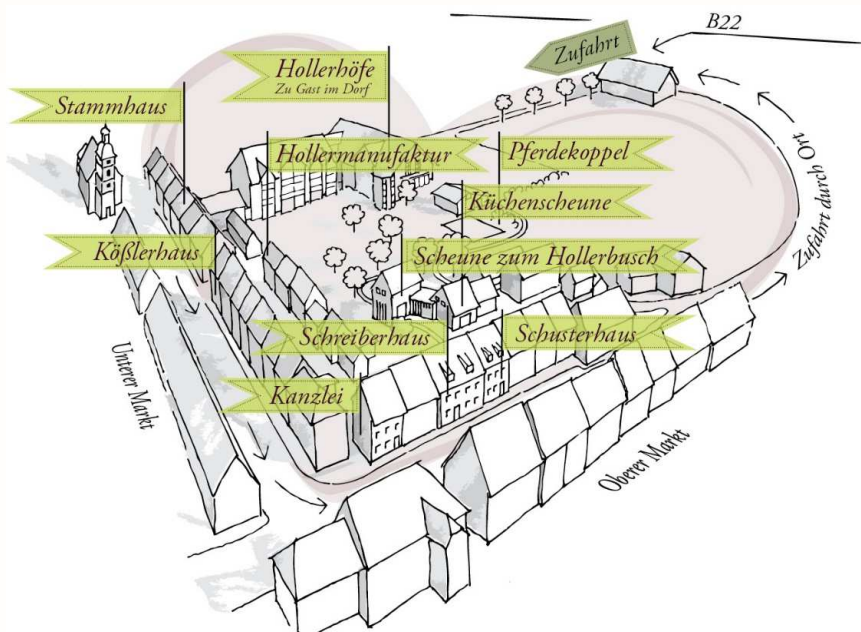 B22
Zufahrt
Hollerhöfe
Zu Gast im Dorf
Stammhaus
Hollermanufaktur
Pferdekoppel
Küchenscheune
Zufahrt durch Ort
Kößlerhaus
Scheune zum Hollerbusch
Schreiberhaus
Schusterhaus
Kanzlei
Unterer Markt
Oberer Markt